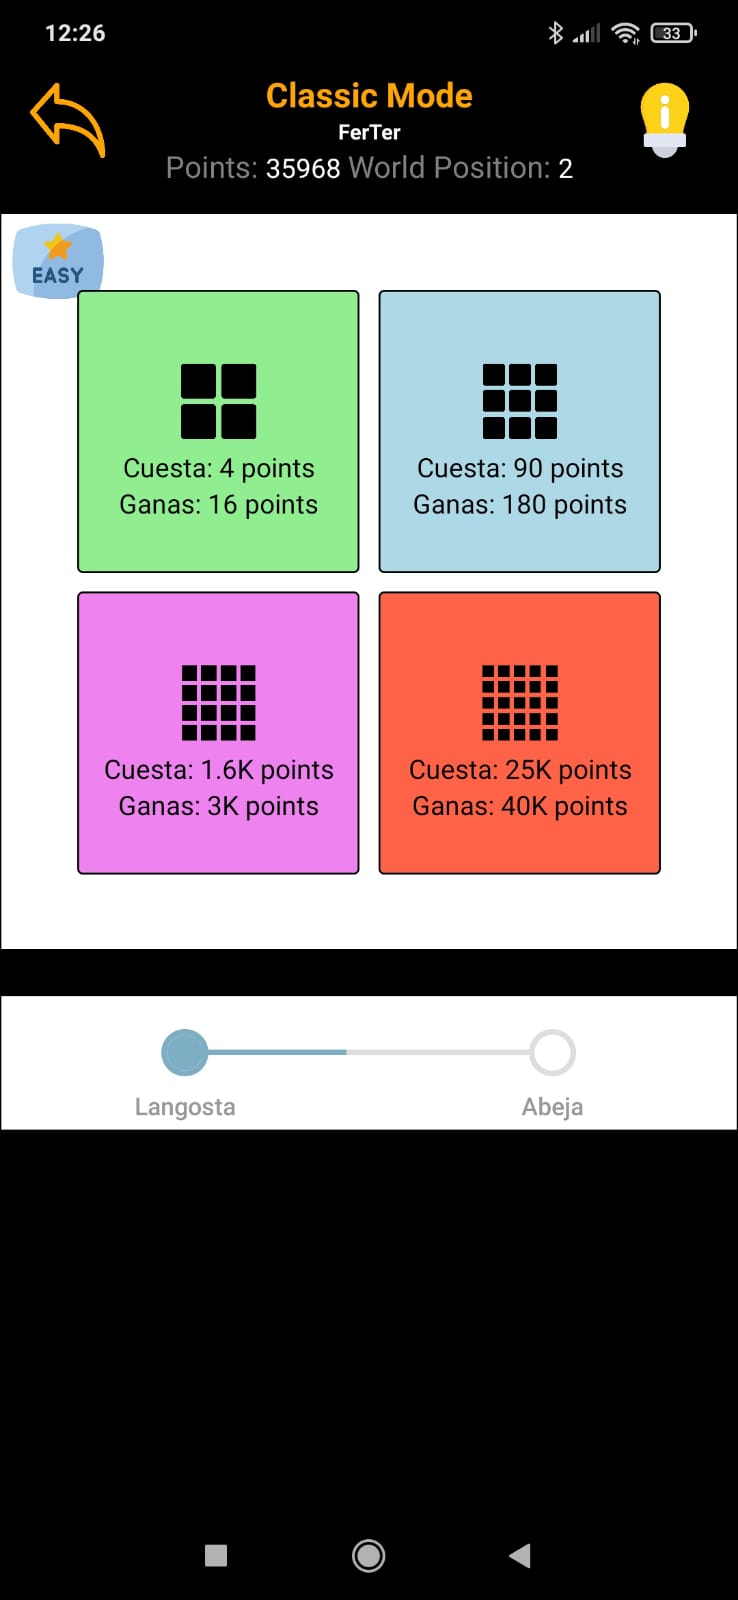 12:26
33
Classic Mode
FerTer
Points: 35968 World Position: 2
EASY
Cuesta: 4 points
Ganas: 16 points
Cuesta: 90 points
Ganas: 180 points
Cuesta: 1.6K points
Ganas: 3K points
Cuesta: 25K points
Ganas: 40K points
Langosta
Abeja